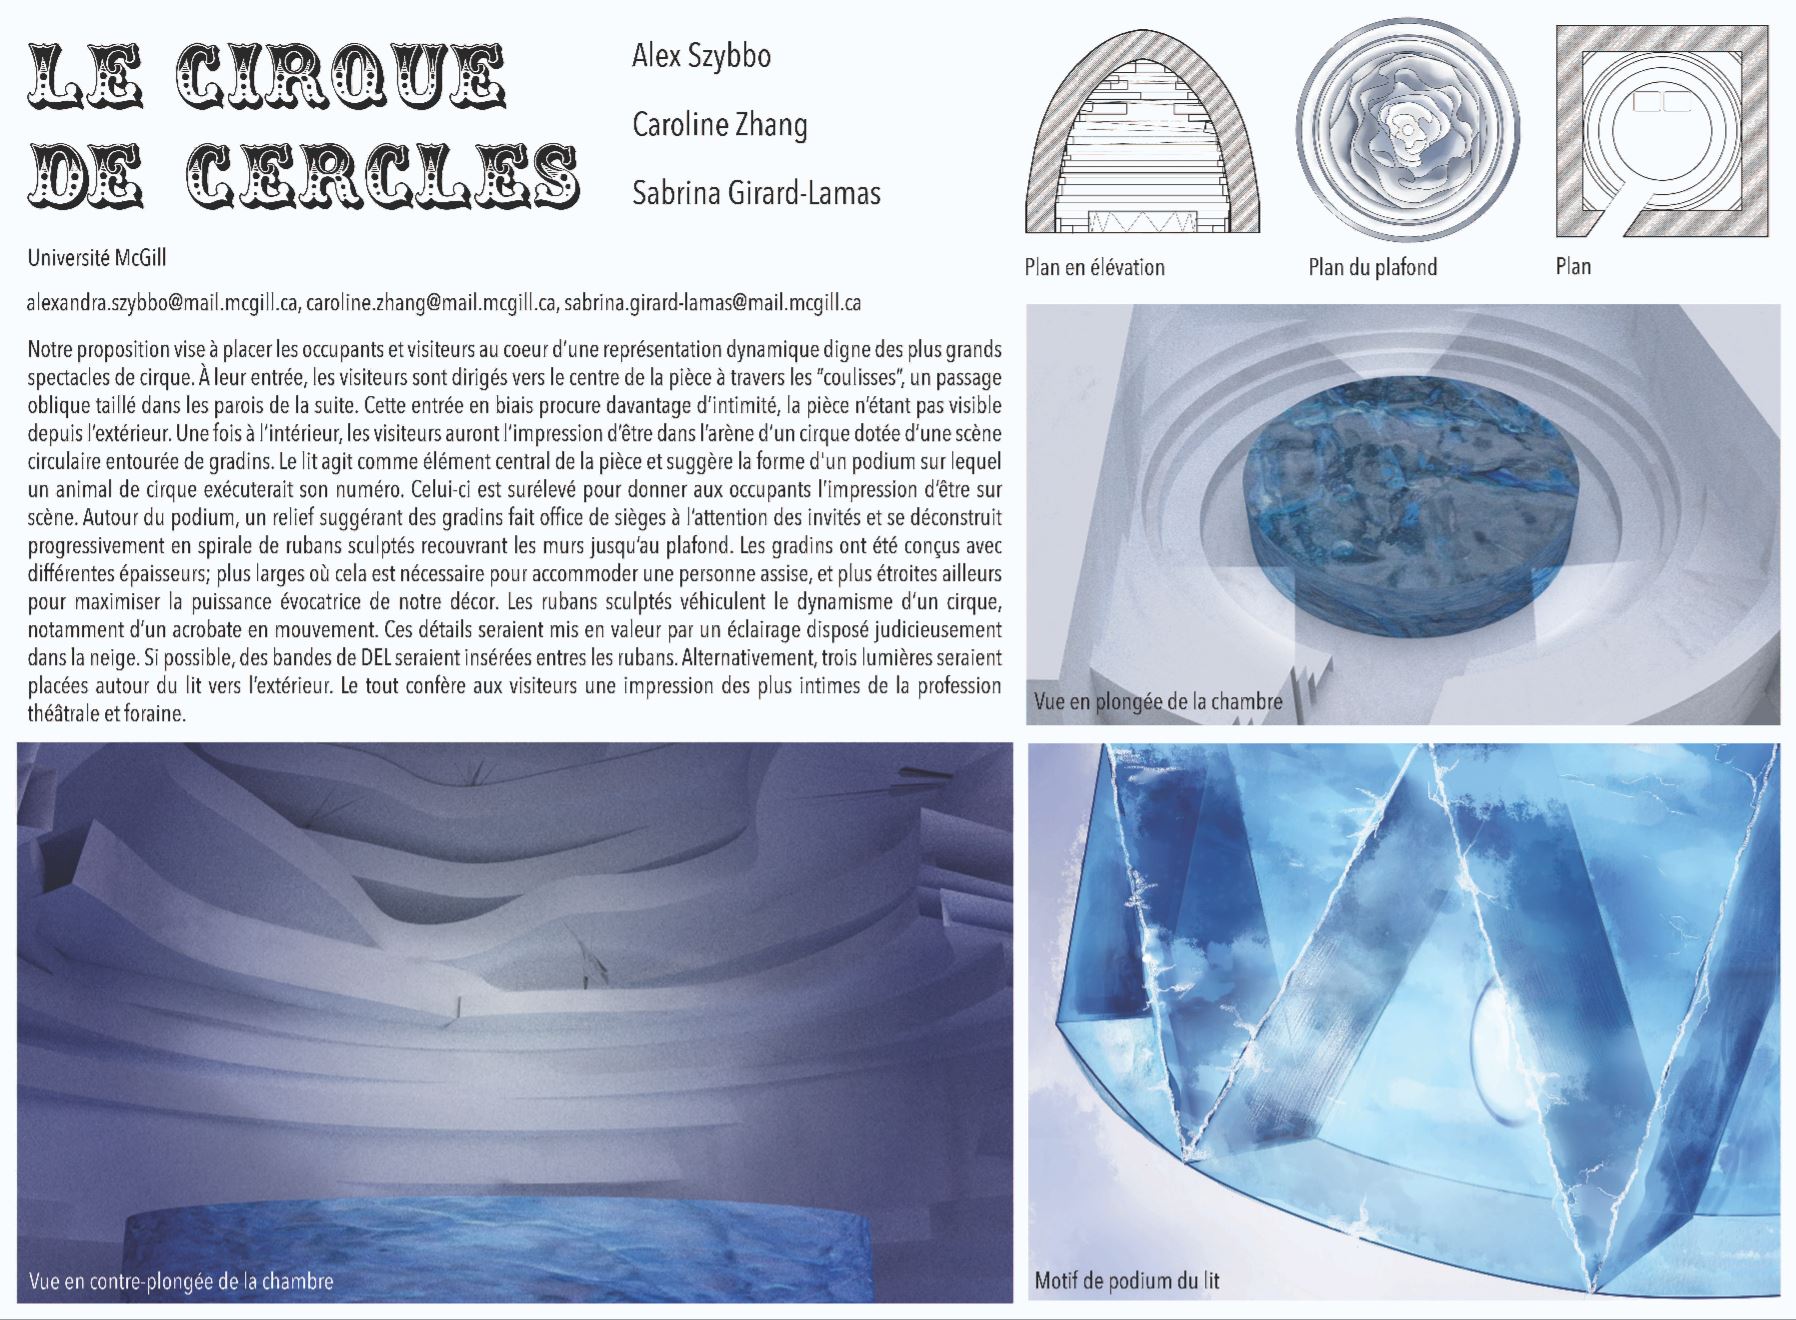 LE CIRQUE
DE CERCLES
Alex Szybbo
Caroline Zhang
Sabrina Girard-Lamas
Université McGill
alexandra.szybbo@mail.mcgill.ca, caroline.zhang@mail.mcgill.ca, sabrina.girard-lamas@mail.mcgill.ca
Notre proposition vise à placer les occupants et visiteurs au coeur d'une représentation dynamique digne des plus grands
spectacles de cirque. À leur entrée, les visiteurs sont dirigés vers le centre de la pièce à travers les "coulisses", un passage
oblique taillé dans les parois de la suite. Cette entrée en biais procure davantage d'intimité, la pièce n'étant pas visible
depuis l'extérieur. Une fois à l'intérieur, les visiteurs auront l'impression d'être dans l'arène d'un cirque dotée d'une scène
circulaire entourée de gradins. Le lit agit comme élément central de la pièce et suggère la forme d'un podium sur lequel
un animal de cirque exécuterait son numéro. Celui-ci est surélevé pour donner aux occupants l'impression d'être sur
scène. Autour du podium, un relief suggérant des gradins fait office de sièges à l'attention des invités et se déconstruit
progressivement en spirale de rubans sculptés recouvrant les murs jusqu'au plafond. Les gradins ont été conçus avec
différentes épaisseurs; plus larges où cela est nécessaire pour accommoder une personne assise, et plus étroites ailleurs
pour maximiser la puissance évocatrice de notre décor. Les rubans sculptés véhiculent le dynamisme d'un cirque,
notamment d'un acrobate en mouvement. Ces détails seraient mis en valeur par un éclairage disposé judicieusement
dans la neige. Si possible, des bandes de DEL seraient insérées entres les rubans. Alternativement, trois lumières seraient
placées autour du lit vers l'extérieur. Le tout confère aux visiteurs une impression des plus intimes de la profession
théâtrale et foraine.
Plan en élévation
Plan du plafond
Plan
Vue en plongée de la chambre
Vue en contre-plongée de la chambre
Motif de podium du lit